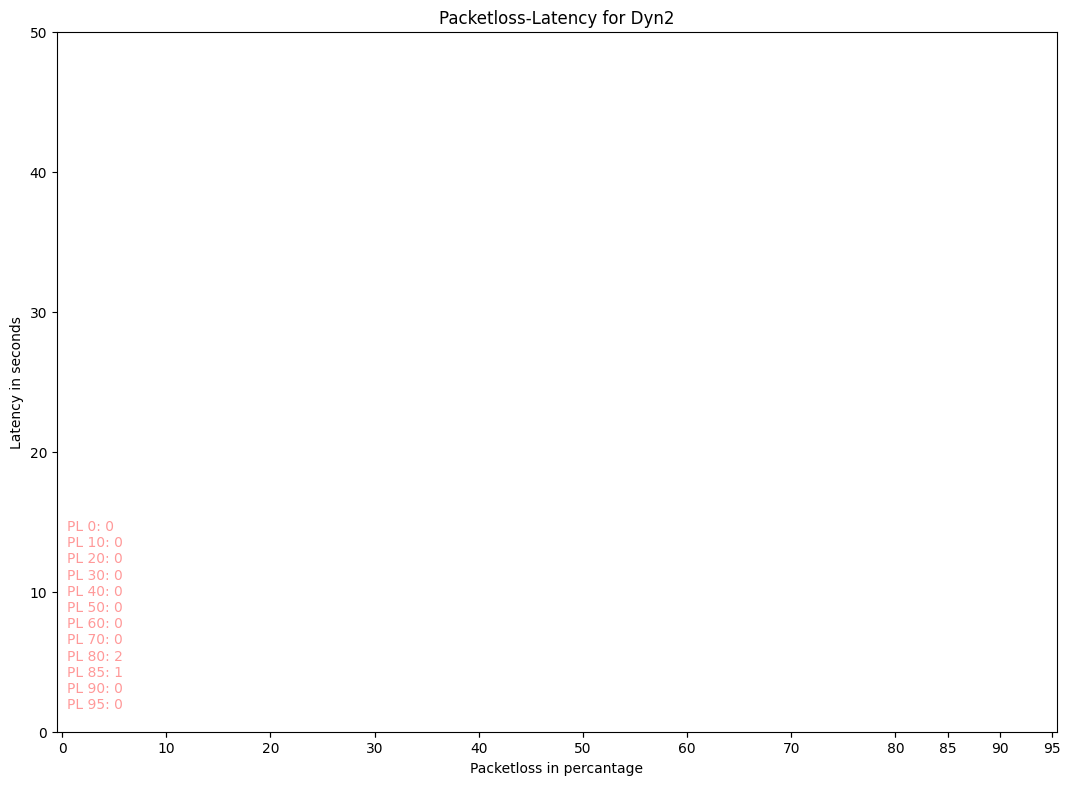 Packetloss-Latency for Dyn2
50
40
30
20
10
0
Latency in seconds
PL 0: 0
PL 10: 0
PL 20: 0
PL 30: 0
PL 40: 0
PL 50: 0
PL 60: 0
PL 70: 0
PL 80: 2
PL 85: 1
PL 90: 0
PL 95: 0
0 10 20 30 40 50 60 70 80 85 90 95
Packetloss in percantage